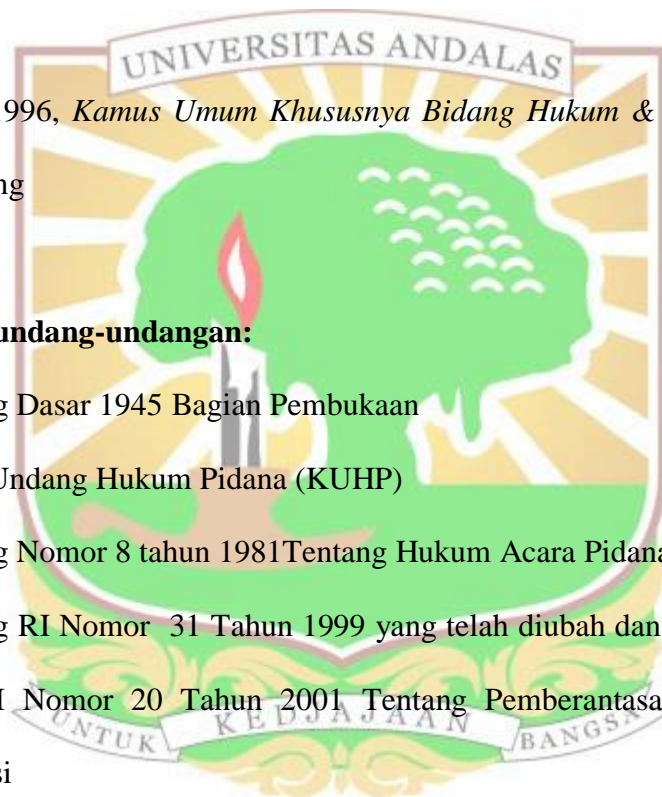 UNIVERSITAS ANDALAS
1996, Kamus Umum Khususnya Bidang Hukum &
ng
undang-undangan:
g Dasar 1945 Bagian Pembukaan
Undang Hukum Pidana (KUHP)
g Nomor 8 tahun 1981Tentang Hukum Acara Pidana
g RI Nomor 31 Tahun 1999 yang telah diubah dan
I Nomor 20 Tahun 2001 Tentang Pemberantasa
si
UNTUK KEDJAJAAN BANGSA